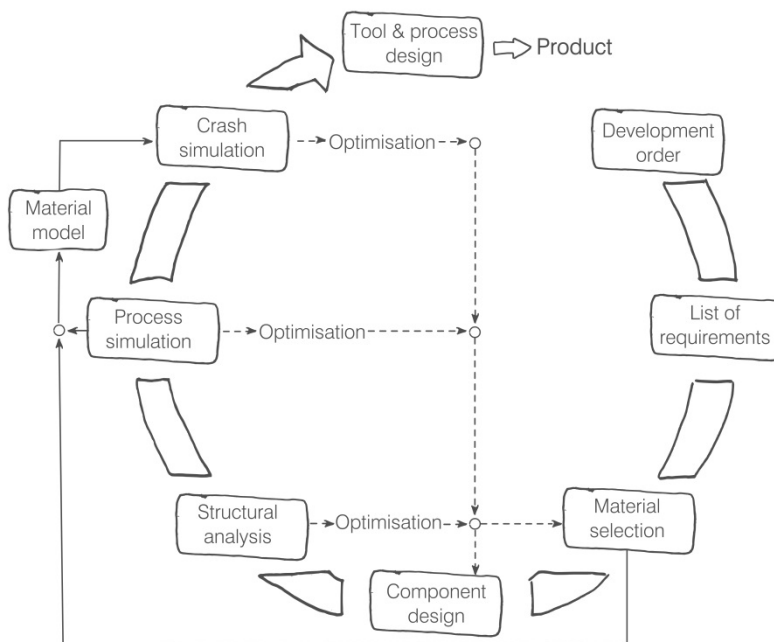 Tool & process
design
Product
Crash
simulation
Optimisation
Development
order
Material
model
Process
simulation
Optimisation
List of
requirements
Structural
analysis
Optimisation
Material
selection
Component
design